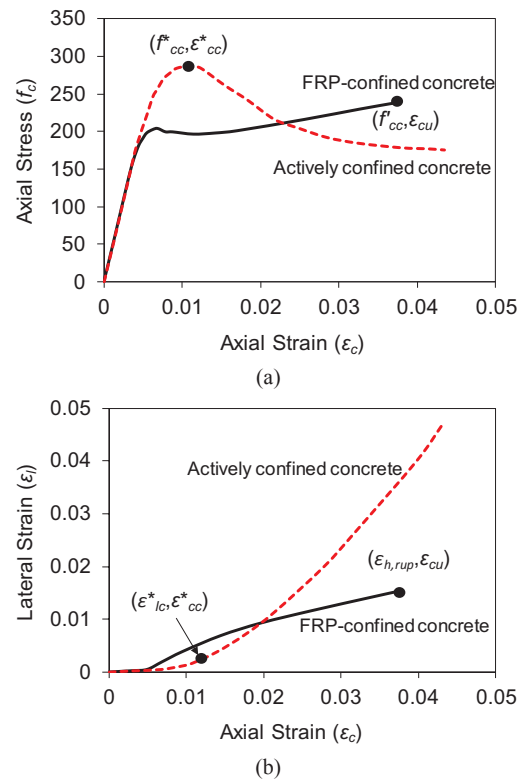 350
300
250
200
150
100
50
0
Axial Stress (f_c)
(f*cc,ε*cc)
FRP-confined concrete
(f'cc,εcu)
Actively confined concrete
0 0.01 0.02 0.03 0.04 0.05
Axial Strain (εc)
(a)
0.05
0.04
0.03
0.02
0.01
0
Lateral Strain (εl)
Actively confined concrete
(εh,rup,εcu)
(ε*lc,ε*cc)
FRP-confined concrete
0 0.01 0.02 0.03 0.04 0.05
Axial Strain (εc)
(b)